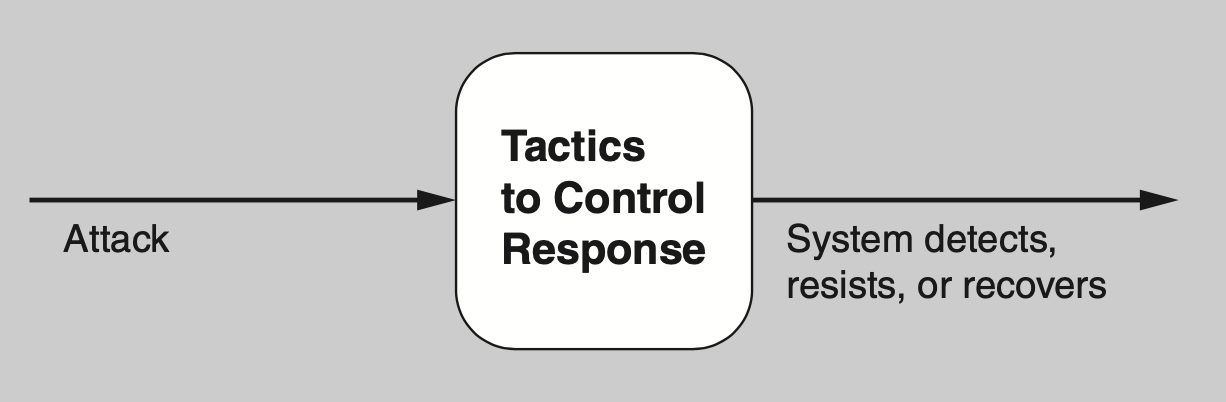 Attack
Tactics
to Control
Response
System detects,
resists, or recovers